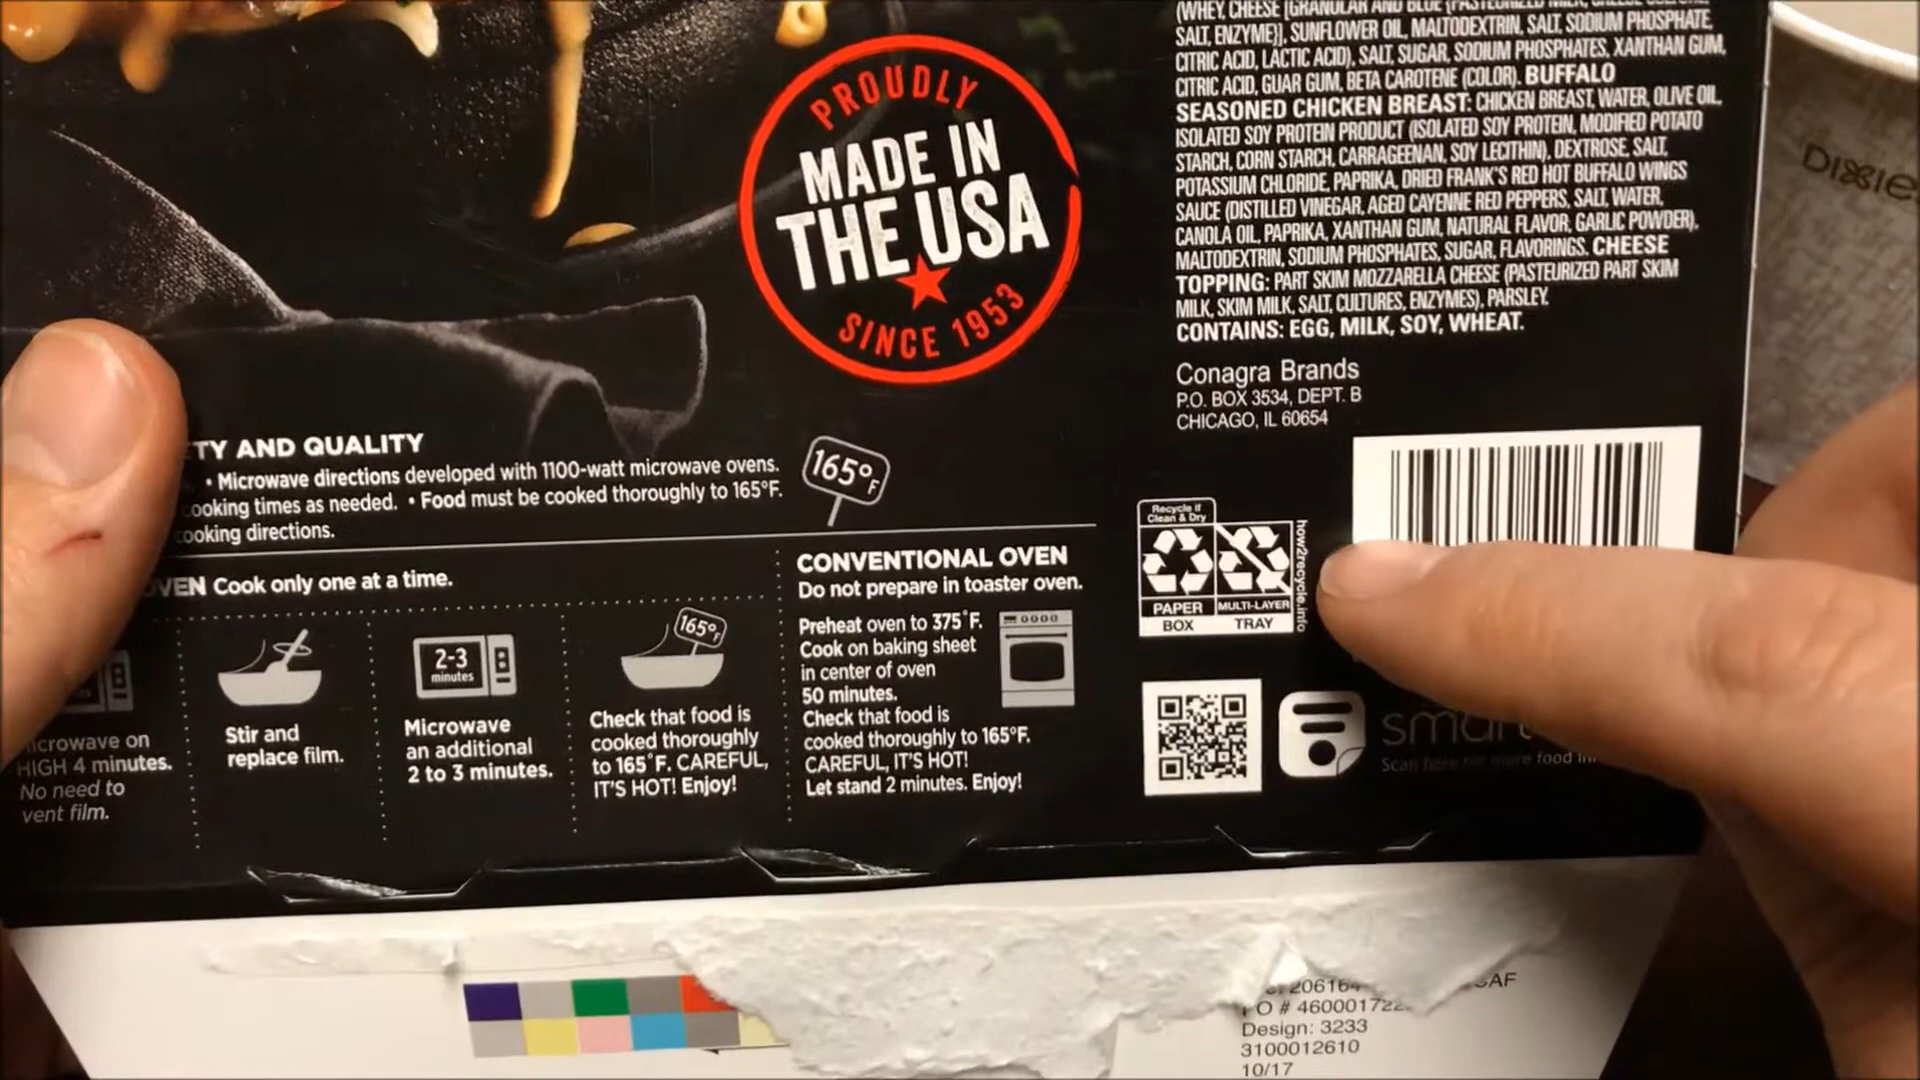 (WHEY, CHEESE [GRANULAR AND BLUE (PASTEURIZED MILK, CHEESE
SALT, ENZYME)], SUNFLOWER OIL, MALTODEXTRIN, SALT, SODIUM PHOSPHATE,
CITRIC ACID, LACTIC ACID), SALT, SUGAR, SODIUM PHOSPHATES, XANTHAN GUM,
CITRIC ACID, GUAR GUM, BETA CAROTENE (COLOR). BUFFALO
SEASONED CHICKEN BREAST: CHICKEN BREAST, WATER, OLIVE OIL,
ISOLATED SOY PROTEIN PRODUCT (ISOLATED SOY PROTEIN, MODIFIED POTATO
STARCH, CORN STARCH, CARRAGEENAN, SOY LECITHIN), DEXTROSE, SALT,
POTASSIUM CHLORIDE, PAPRIKA, DRIED FRANK'S RED HOT BUFFALO WINGS
SAUCE (DISTILLED VINEGAR, AGED CAYENNE RED PEPPERS, SALT, WATER,
CANOLA OIL, PAPRIKA, XANTHAN GUM, NATURAL FLAVOR, GARLIC POWDER),
MALTODEXTRIN, SODIUM PHOSPHATES, SUGAR, FLAVORINGS. CHEESE
TOPPING: PART SKIM MOZZARELLA CHEESE (PASTEURIZED PART SKIM
MILK, SKIM MILK, SALT, CULTURES, ENZYMES), PARSLEY.
CONTAINS: EGG, MILK, SOY, WHEAT.
Conagra Brands
P.O. BOX 3534, DEPT. B
CHICAGO, IL 60654
PROUDLY
MADE IN
THE USA
SINCE 1953
DIXIE
TY AND QUALITY
• Microwave directions developed with 1100-watt microwave ovens.
cooking times as needed. • Food must be cooked thoroughly to 165°F.
cooking directions.
165°F
OVEN Cook only one at a time.
Microwave on
HIGH 4 minutes.
No need to
vent film.
Stir and
replace film.
2-3
minutes
Microwave
an additional
2 to 3 minutes.
165°F
Check that food is
cooked thoroughly
to 165°F. CAREFUL,
IT'S HOT! Enjoy!
CONVENTIONAL OVEN
Do not prepare in toaster oven.
Preheat oven to 375°F.
Cook on baking sheet
in center of oven
50 minutes.
Check that food is
cooked thoroughly to 165°F.
CAREFUL, IT'S HOT!
Let stand 2 minutes. Enjoy!
Recycle if
Clean & Dry
PAPER
BOX
MULTI-LAYER
TRAY
how2recycle.info
smar
Scan here for more food in
206164
AF
PO # 46000172
Design: 3233
3100012610
10/17